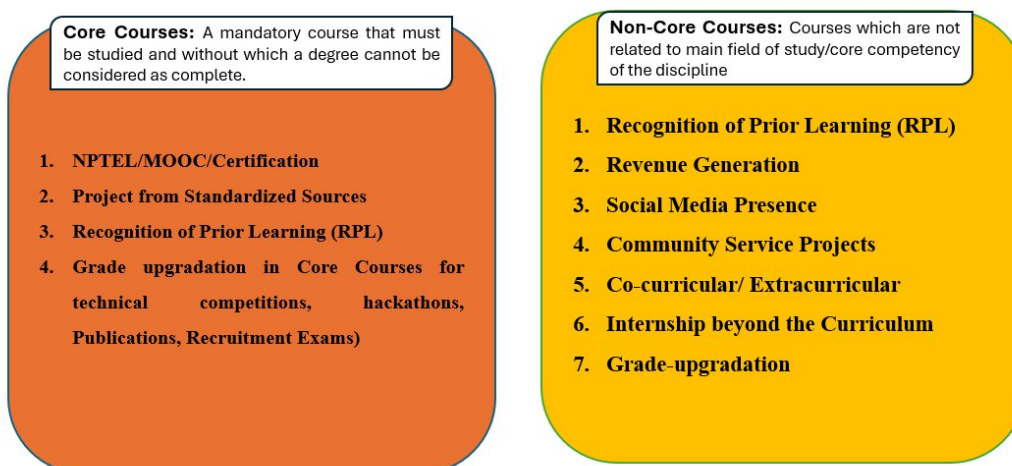 Core Courses: A mandatory course that must
be studied and without which a degree cannot be
considered as complete.
1. NPTEL/MOOC/Certification
2. Project from Standardized Sources
3. Recognition of Prior Learning (RPL)
4. Grade upgradation in Core Courses for
technical competitions, hackathons,
Publications, Recruitment Exams)
Non-Core Courses: Courses which are not
related to main field of study/core competency
of the discipline
1. Recognition of Prior Learning (RPL)
2. Revenue Generation
3. Social Media Presence
4. Community Service Projects
5. Co-curricular/ Extracurricular
6. Internship beyond the Curriculum
7. Grade-upgradation